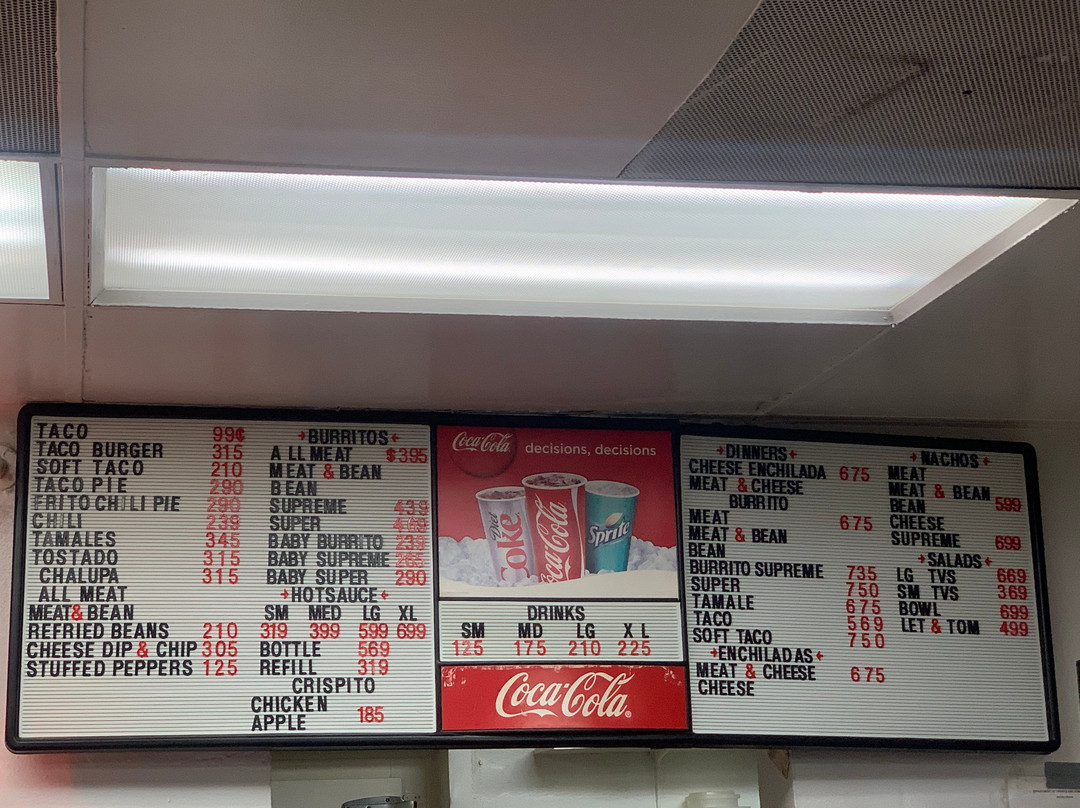 TACO 99¢
TACO BURGER 315
SOFT TACO 210
TACO PIE 290
FRITO CHILI PIE 290
CHILI 239
TAMALES 345
TOSTADO 315
CHALUPA 315
ALL MEAT
MEAT & BEAN
REFRIED BEANS 210
CHEESE DIP & CHIP 305
STUFFED PEPPERS 125
BURRITOS
ALL MEAT $395
MEAT & BEAN
BEAN
SUPREME 439
SUPER
BABY BURRITO 239
BABY SUPREME
BABY SUPER 290
HOTSAUCE
SM MED LG XL
319 399 599 699
BOTTLE 569
REFILL 319
CRISPITO
CHICKEN 185
APPLE
Coca-Cola decisions, decisions
Diet Coke
Coca-Cola
Sprite
DRINKS
SM MD LG XL
125 175 210 225
Coca-Cola
DINNERS
CHEESE ENCHILADA 675
MEAT & CHEESE
BURRITO
MEAT 675
MEAT & BEAN
BEAN
BURRITO SUPREME 735
SUPER 750
TAMALE 675
TACO 569
SOFT TACO 750
ENCHILADAS
MEAT & CHEESE 675
CHEESE
NACHOS
MEAT
MEAT & BEAN
BEAN 599
CHEESE
SUPREME 699
SALADS
LG TVS 669
SM TVS 369
BOWL 699
LET & TOM 499